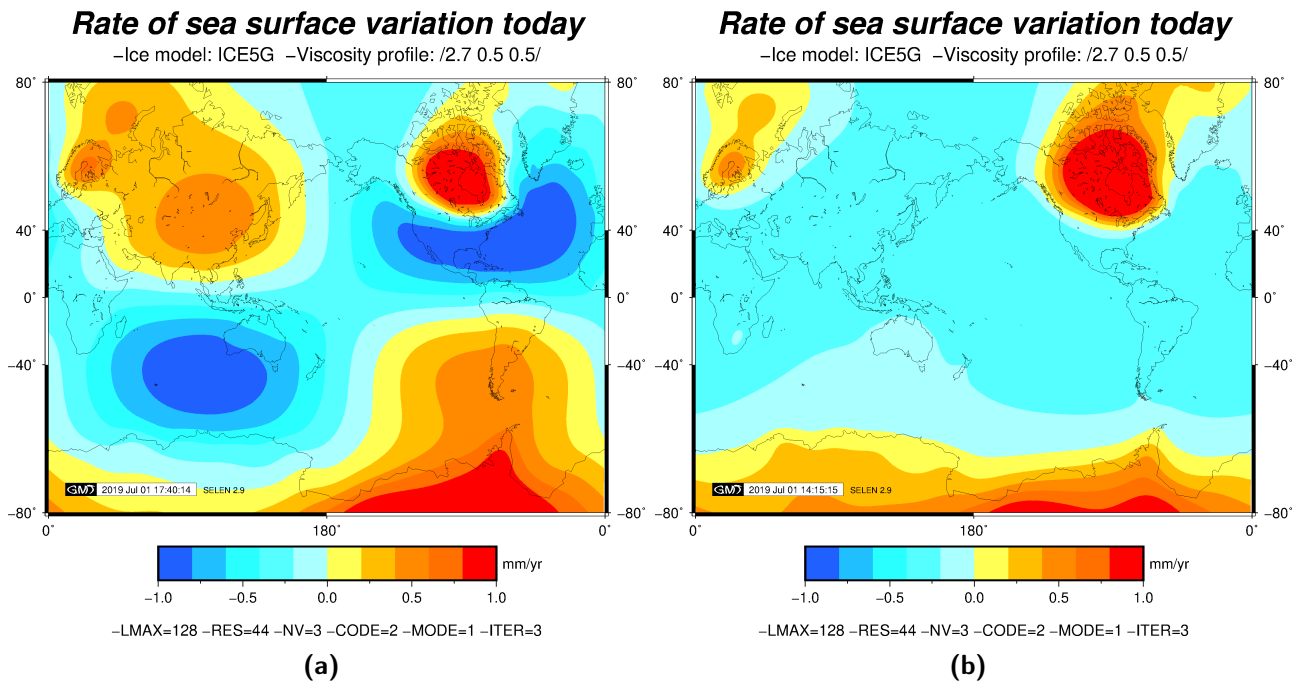 Rate of sea surface variation today
−Ice model: ICE5G −Viscosity profile: /2.7 0.5 0.5/
80˚ 80˚
40˚ 40˚
0˚ 0˚
−40˚ −40˚
−80˚ −80˚
GMD 2019 Jul 01 17:40:14 SELEN 2.9
0˚ 180˚ 0˚
mm/yr
−1.0 −0.5 0.0 0.5 1.0
−LMAX=128 −RES=44 −NV=3 −CODE=2 −MODE=1 −ITER=3
(a)
Rate of sea surface variation today
−Ice model: ICE5G −Viscosity profile: /2.7 0.5 0.5/
80˚ 80˚
40˚ 40˚
0˚ 0˚
−40˚ −40˚
−80˚ −80˚
GMD 2019 Jul 01 14:15:15 SELEN 2.9
0˚ 180˚ 0˚
mm/yr
−1.0 −0.5 0.0 0.5 1.0
−LMAX=128 −RES=44 −NV=3 −CODE=2 −MODE=1 −ITER=3
(b)